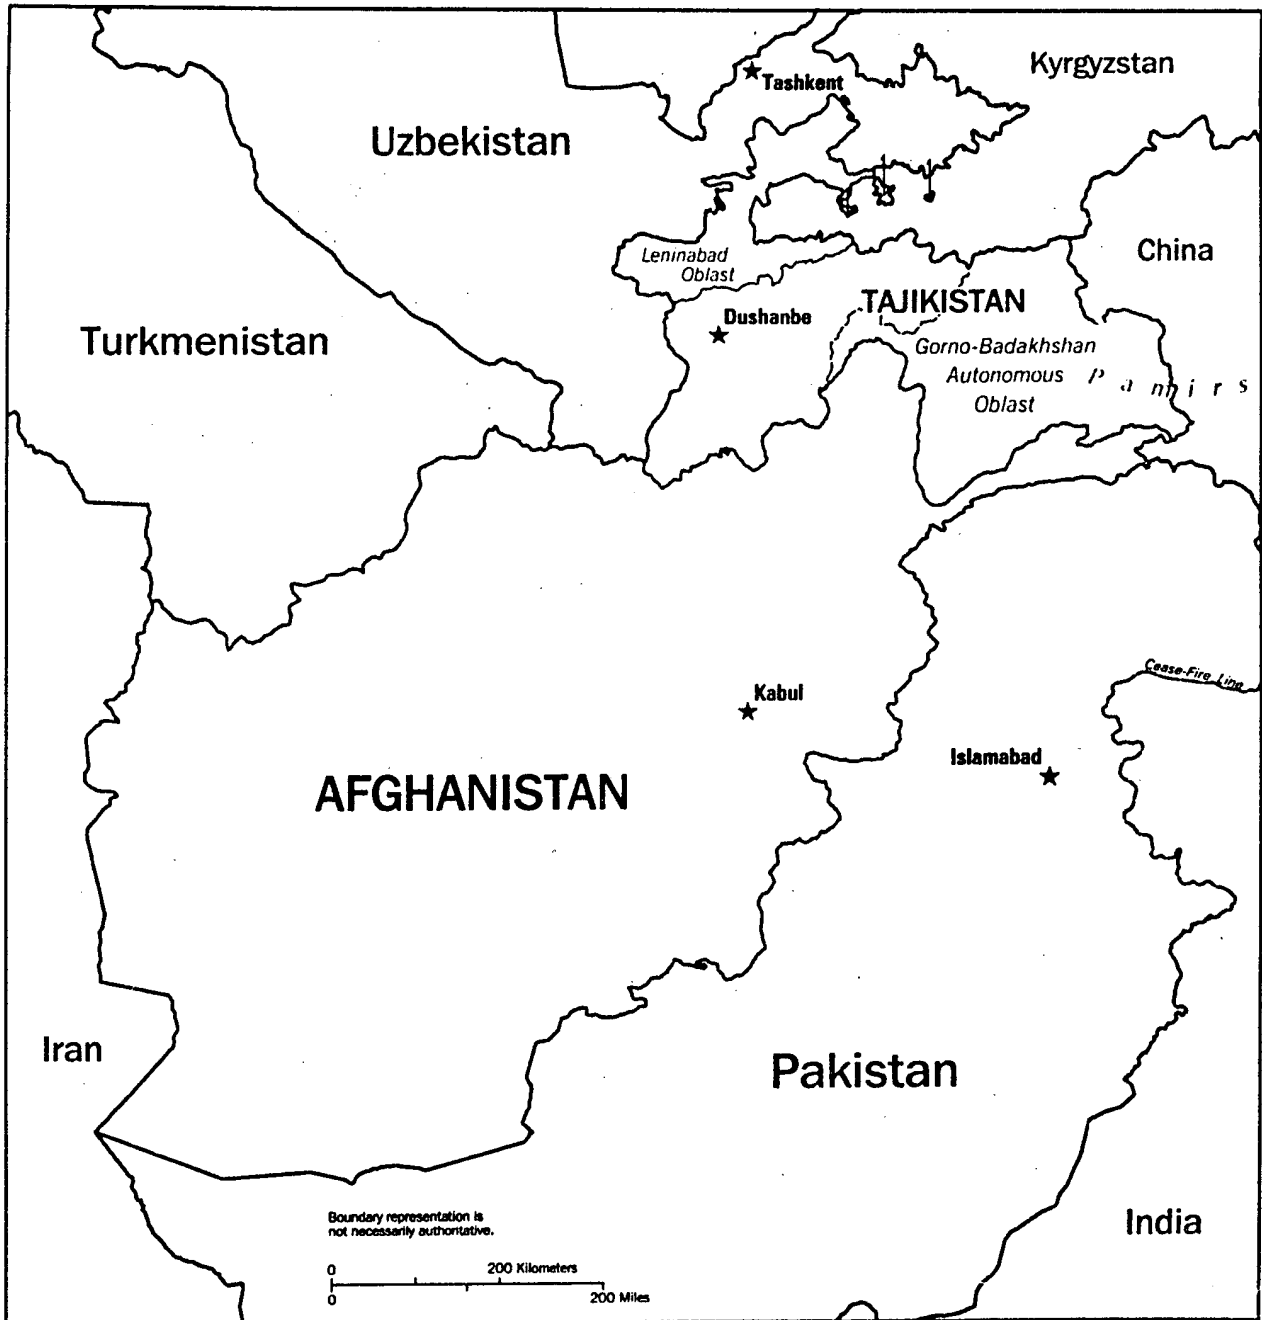 Kyrgyzstan
Tashkent
Uzbekistan
China
Leninabad
Oblast
TAJIKISTAN
Dushanbe
Turkmenistan
Gorno-Badakhshan
Autonomous
Oblast
Pamirs
Cease-Fire Line
Kabul
Islamabad
AFGHANISTAN
Iran
Pakistan
India
Boundary representation is
not necessarily authoritative.
0 200 Kilometers
0 200 Miles